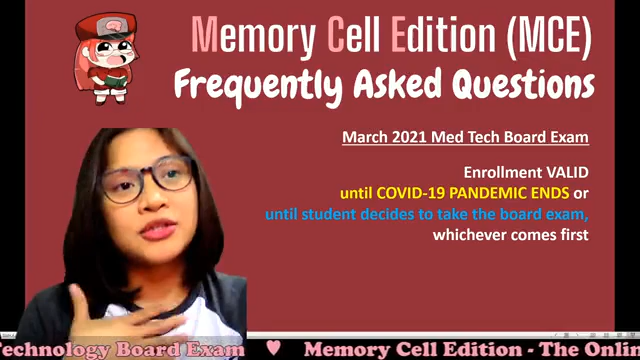 Memory Cell Edition (MCE)
Frequently Asked Questions
March 2021 Med Tech Board Exam
Enrollment VALID
until COVID-19 PANDEMIC ENDS or
until student decides to take the board exam,
whichever comes first
Technology Board Exam ♥ Memory Cell Edition - The Onlin